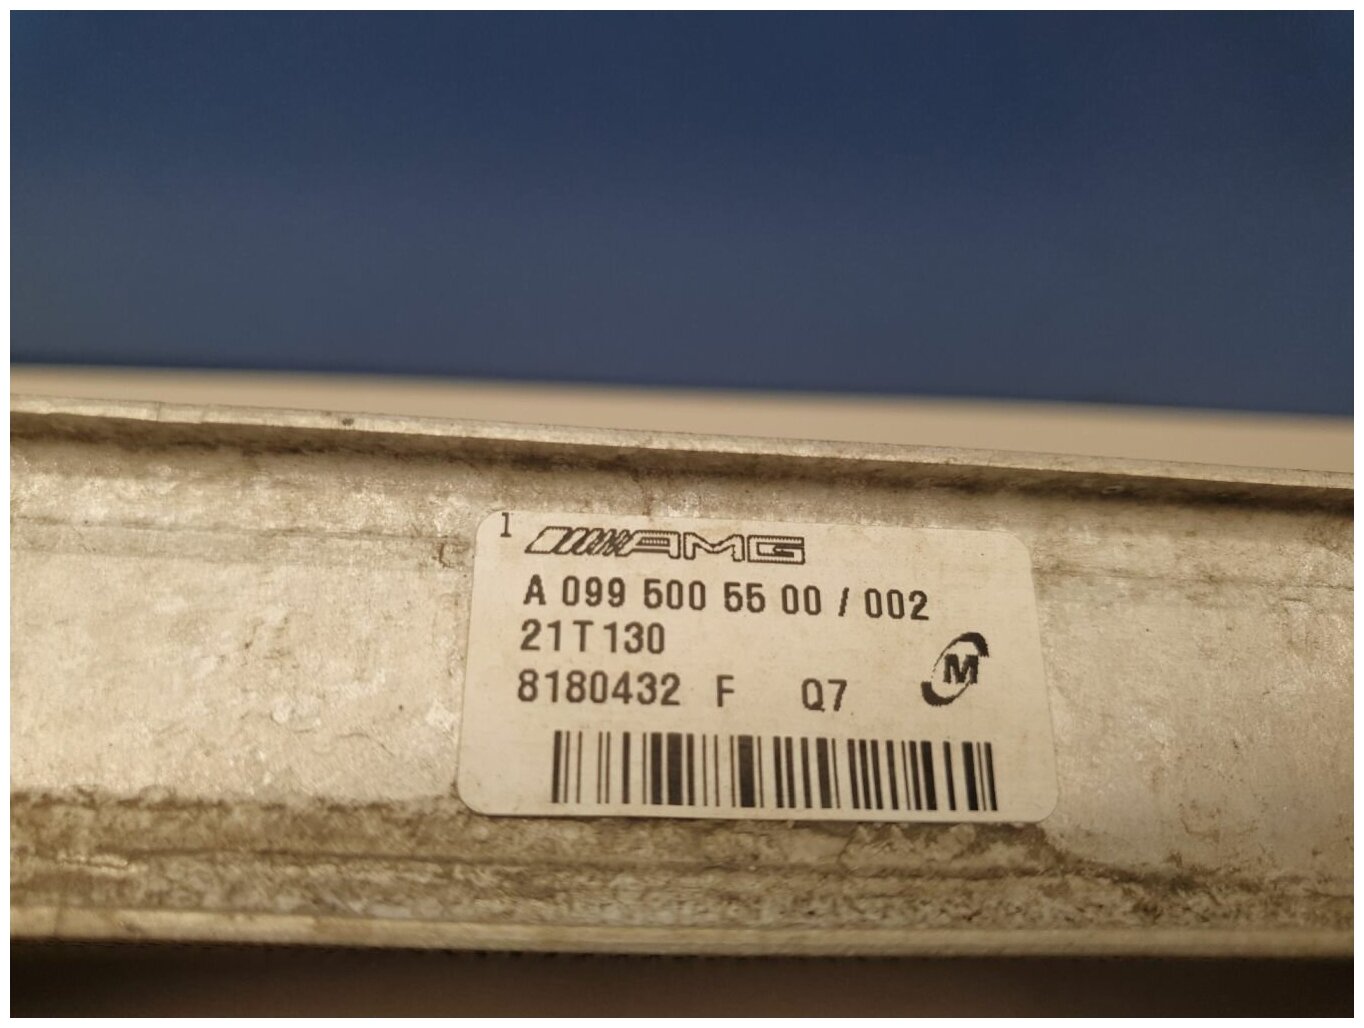 1 AMG
A 099 500 55 00 / 002
21T130
8180432 F Q7
M